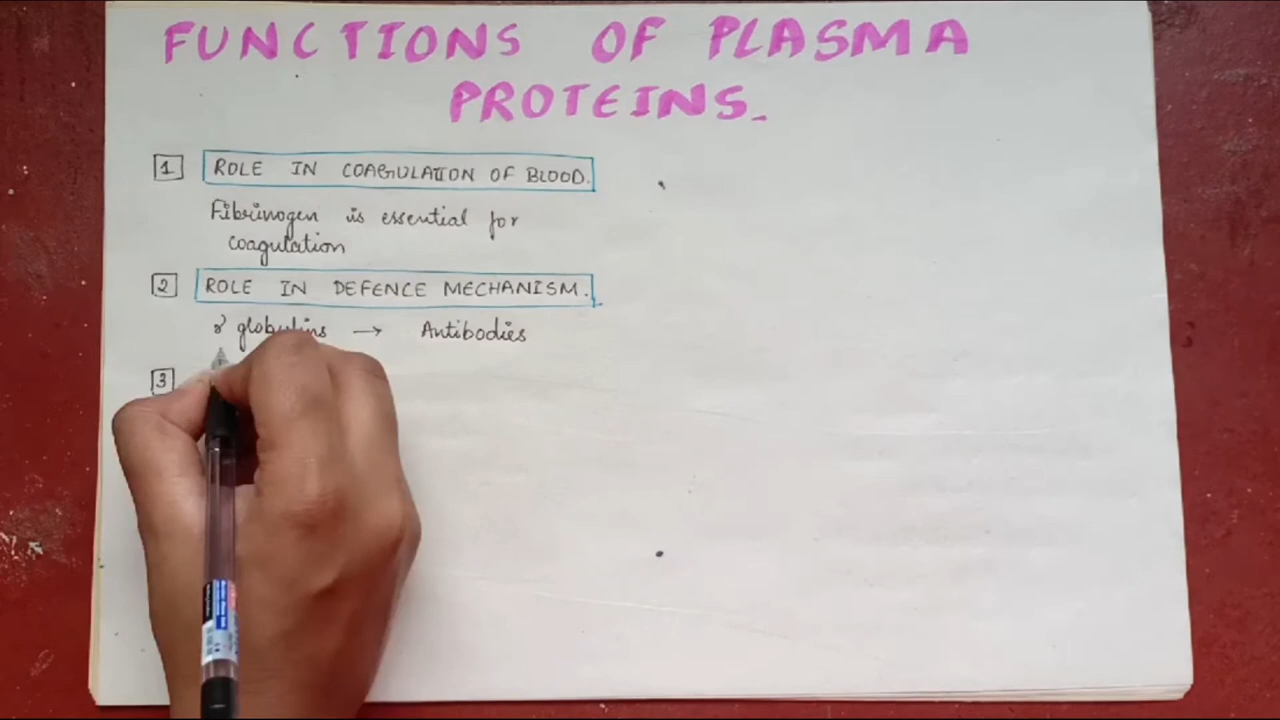 FUNCTIONS OF PLASMA
PROTEINS.
1 ROLE IN COAGULATION OF BLOOD.
Fibrinogen is essential for
coagulation
2 ROLE IN DEFENCE MECHANISM.
γ globulins → Antibodies
3